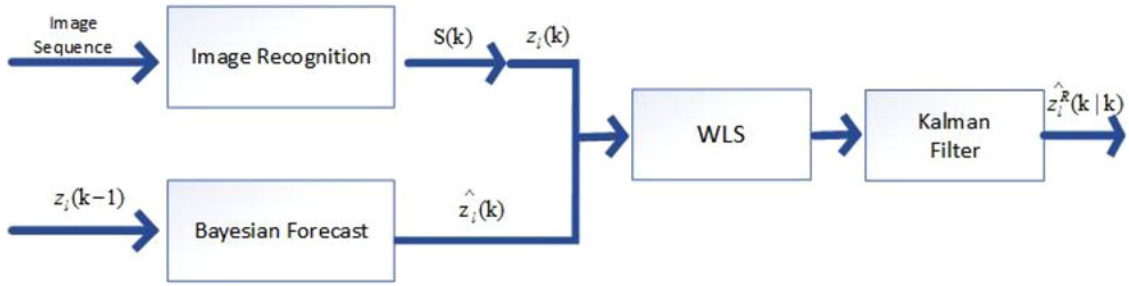 Image
Sequence
Image Recognition
S(k)
z_i(k)
z_i(k−1)
Bayesian Forecast
ẑ_i(k)
WLS
Kalman
Filter
ẑ_i^R(k | k)